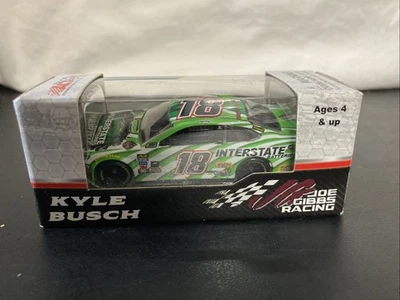 18
Ages 4
& up
18
INTERSTATE
KYLE
BUSCH
JOE
GIBBS
RACING